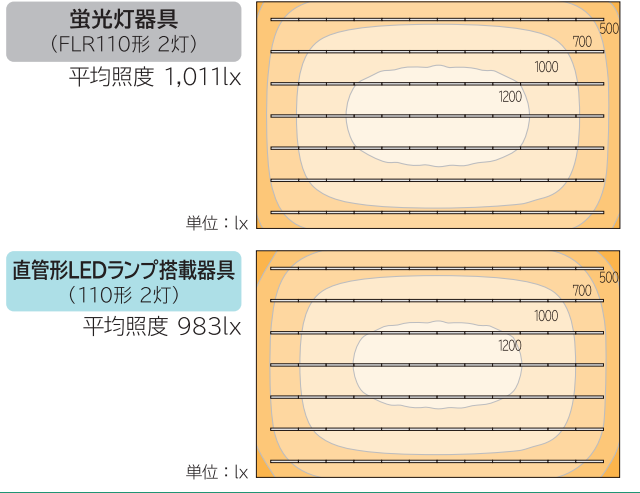 蛍光灯器具
（FLR110形 2灯）
平均照度 1,011lx
500
700
1000
1200
単位：lx
直管形LEDランプ搭載器具
（110形 2灯）
平均照度 983lx
500
700
1000
1200
単位：lx